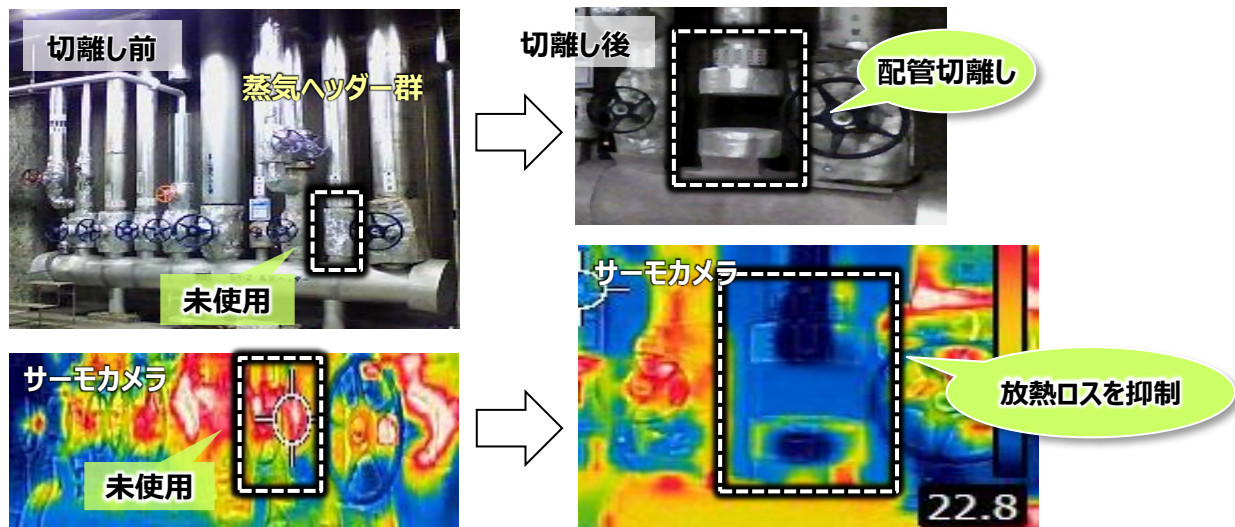 切離し前
蒸気ヘッダー群
未使用
切離し後
配管切離し
サーモカメラ
未使用
サーモカメラ
放熱ロスを抑制
22.8